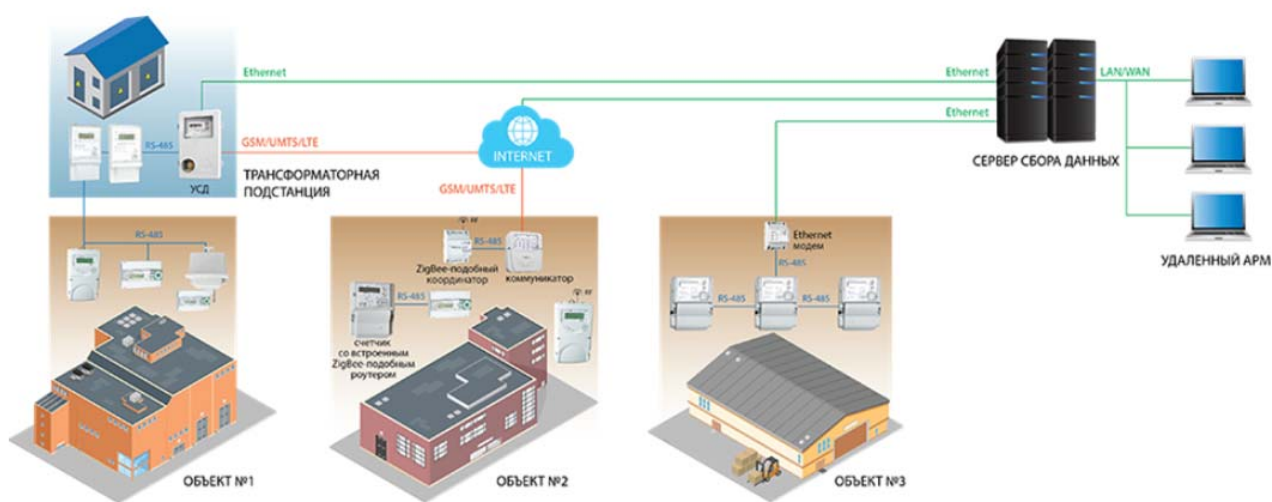 Ethernet
Ethernet
LAN/WAN
Ethernet
RS-485
GSM/UMTS/LTE
INTERNET
УСД
ТРАНСФОРМАТОРНАЯ
ПОДСТАНЦИЯ
СЕРВЕР СБОРА ДАННЫХ
GSM/UMTS/LTE
УДАЛЕННЫЙ АРМ
RS-485
RF
RS-485
ZigBee-подобный
координатор
коммуникатор
Ethernet
модем
RS-485
RS-485
RF
RS-485
RS-485
счетчик
со встроенным
ZigBee-подобным
роутером
ОБЪЕКТ №1
ОБЪЕКТ №2
ОБЪЕКТ №3